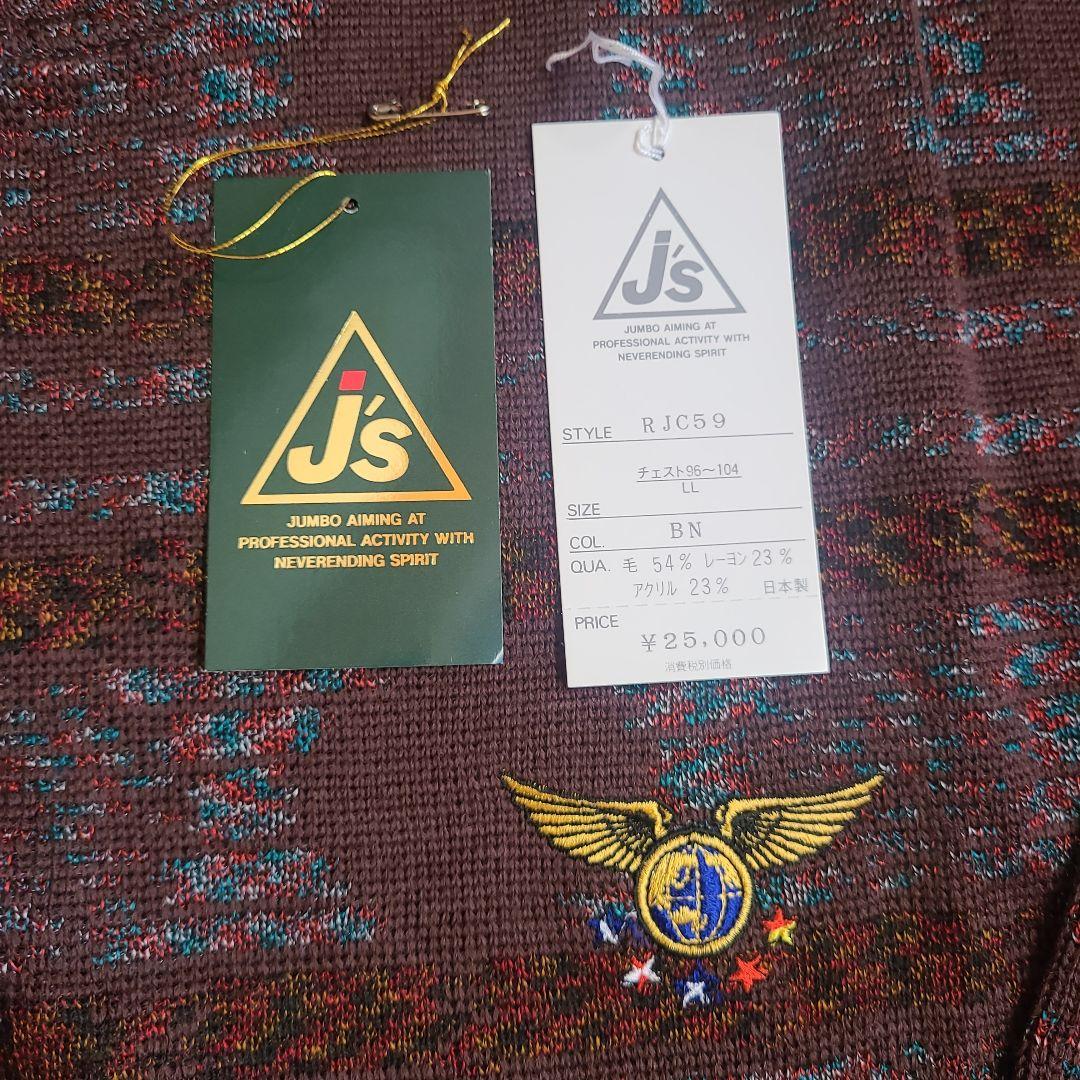 J's
JUMBO AIMING AT
PROFESSIONAL ACTIVITY WITH
NEVERENDING SPIRIT
J's
JUMBO AIMING AT
PROFESSIONAL ACTIVITY WITH
NEVERENDING SPIRIT
STYLE RJC59
チェスト96~104
LL
SIZE
COL. BN
QUA. 毛 54% レーヨン 23%
アクリル 23% 日本製
PRICE
¥25,000
消費税別価格